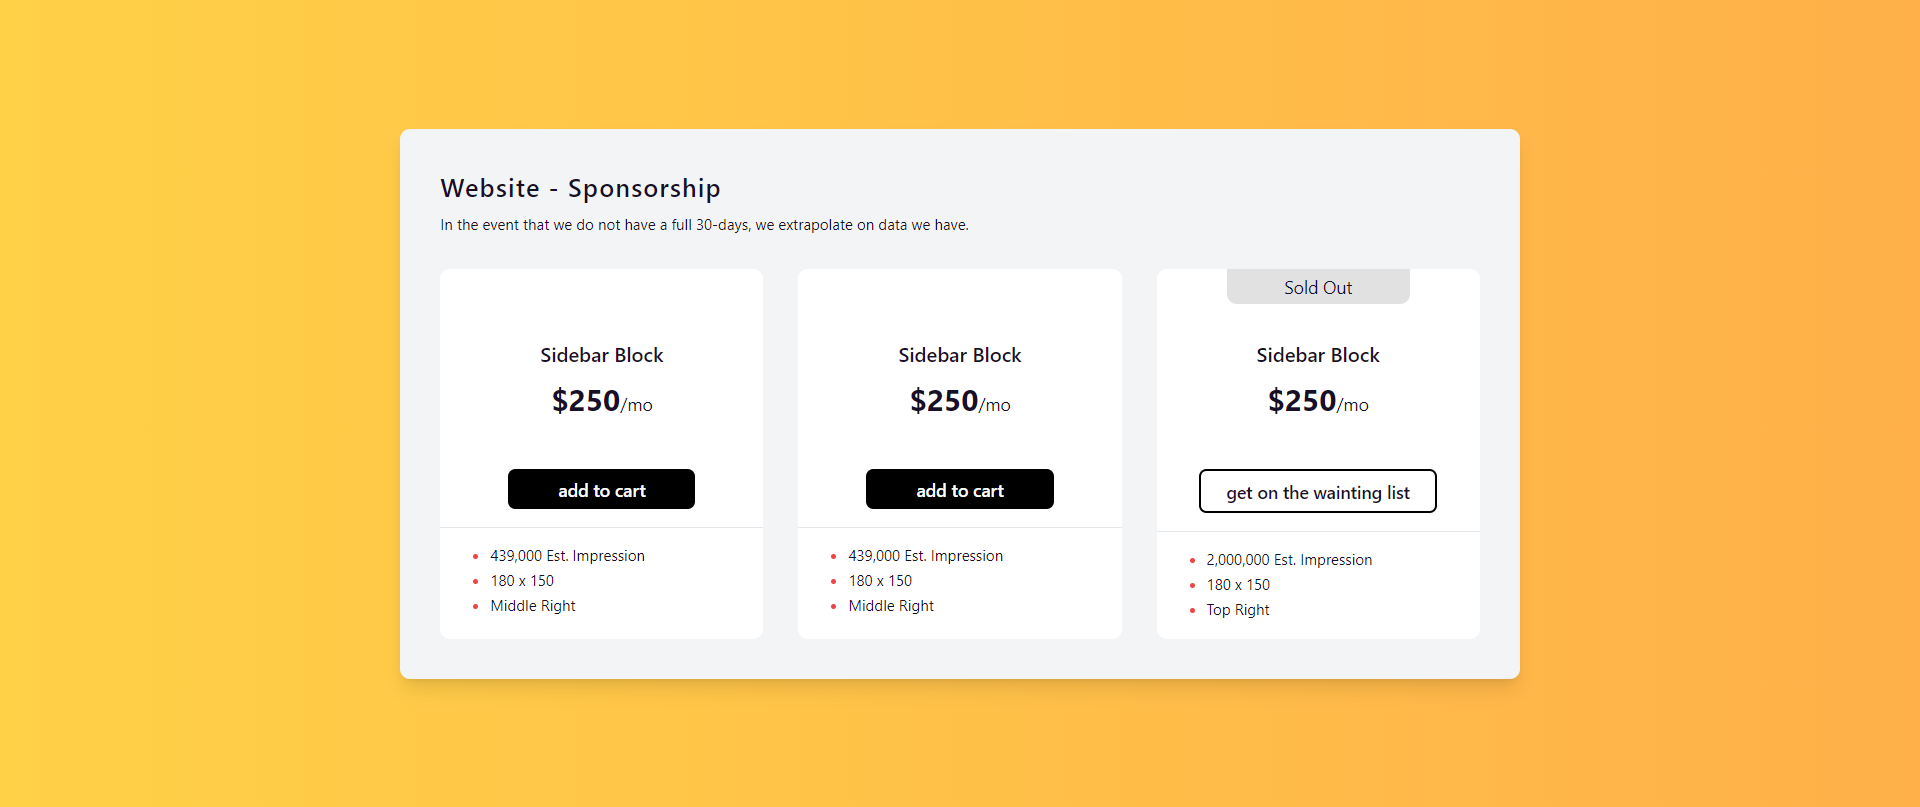 Website - Sponsorship
In the event that we do not have a full 30-days, we extrapolate on data we have.
Sidebar Block
$250/mo
add to cart
439,000 Est. Impression
180 x 150
Middle Right
Sidebar Block
$250/mo
add to cart
439,000 Est. Impression
180 x 150
Middle Right
Sold Out
Sidebar Block
$250/mo
get on the wainting list
2,000,000 Est. Impression
180 x 150
Top Right